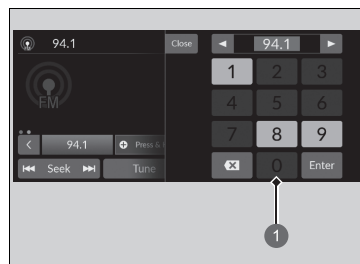 94.1 Close 94.1
1 2 3
FM
4 5 6
7 8 9
94.1 Press &
Seek Tune 0 Enter
1